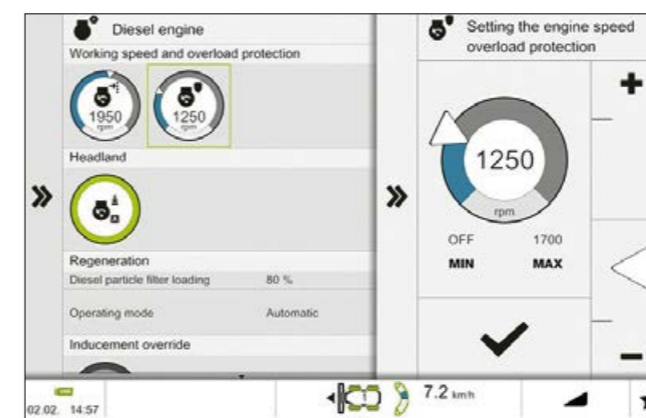 Diesel engine
Working speed and overload protection
1950
rpm
1250
rpm
Headland
Regeneration
Diesel particle filter loading 80 %
Operating mode Automatic
Inducement override
Setting the engine speed
overload protection
1250
rpm
OFF 1700
MIN MAX
02.02. 14:57
1
7.2 km/h